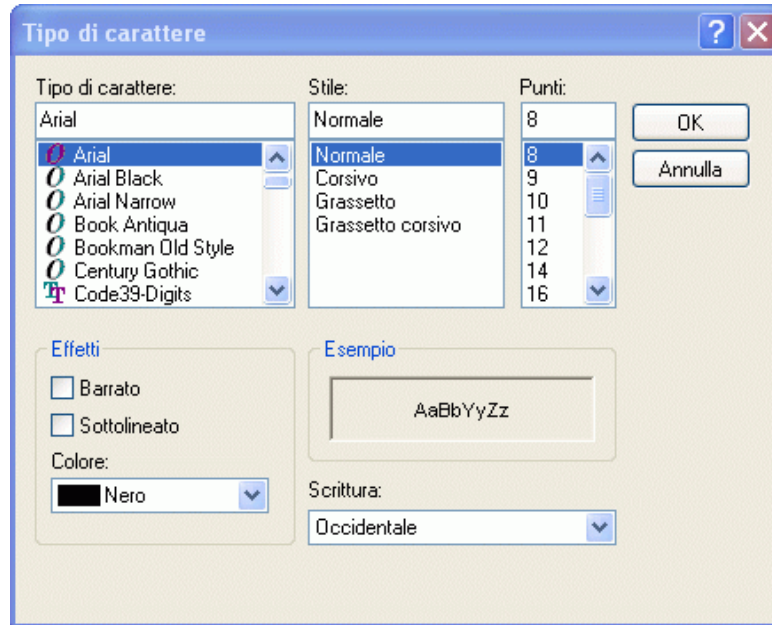 Tipo di carattere
Tipo di carattere:
Arial
Arial
Arial Black
Arial Narrow
Book Antiqua
Bookman Old Style
Century Gothic
Code39-Digits
Stile:
Normale
Normale
Corsivo
Grassetto
Grassetto corsivo
Punti:
8
8
9
10
11
12
14
16
OK
Annulla
Effetti
Barrato
Sottolineato
Colore:
Nero
Esempio
AaBbYyZz
Scrittura:
Occidentale